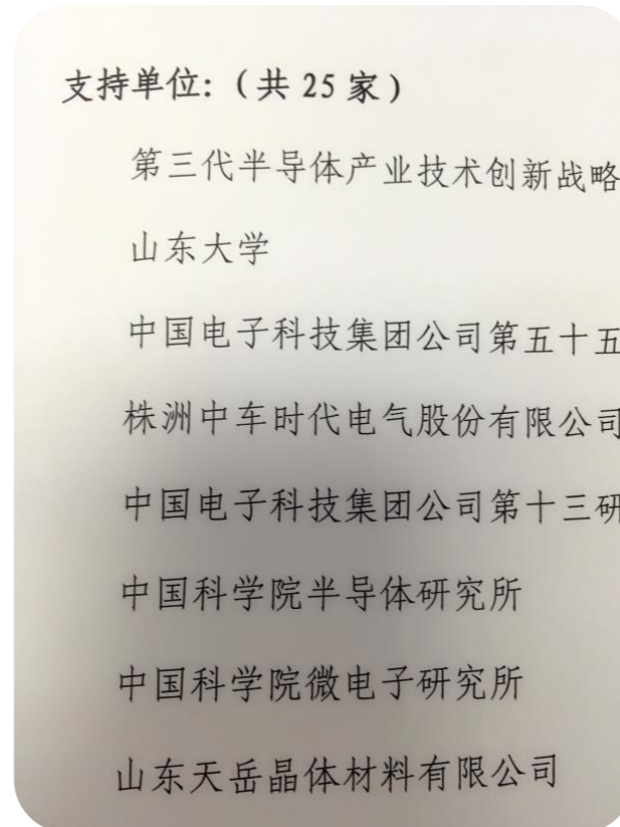 支持单位:(共 25 家)
第三代半导体产业技术创新战略
山东大学
中国电子科技集团公司第五十五
株洲中车时代电气股份有限公司
中国电子科技集团公司第十三研
中国科学院半导体研究所
中国科学院微电子研究所
山东天岳晶体材料有限公司